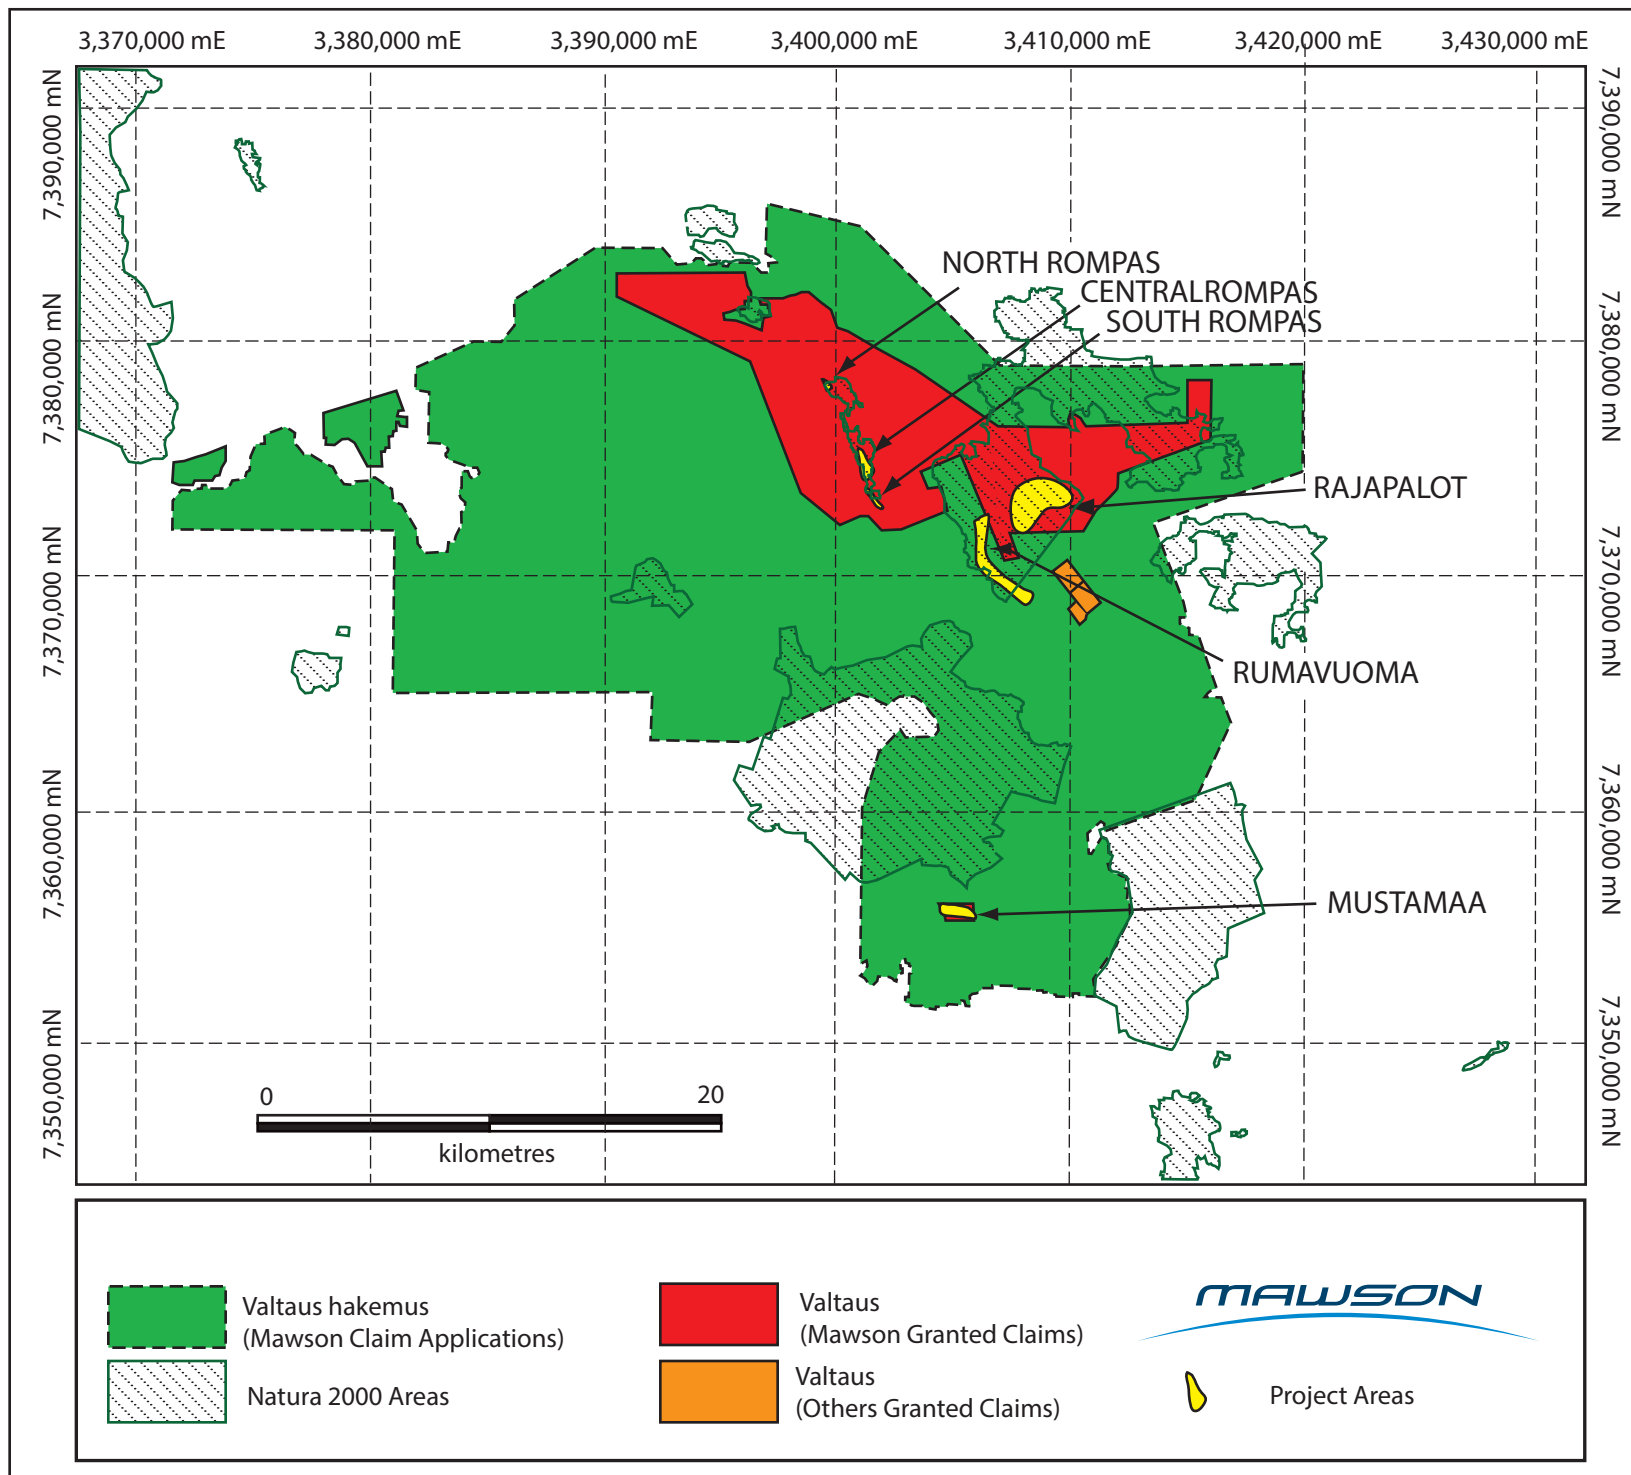 3,370,000 mE 3,380,000 mE 3,390,000 mE 3,400,000 mE 3,410,000 mE 3,420,000 mE 3,430,000 mE
7,390,000 mN 7,390,000 mN
NORTH ROMPAS
CENTRALROMPAS
SOUTH ROMPAS
7,380,000 mN 7,380,000 mN
RAJAPALOT
7,370,000 mN 7,370,000 mN
RUMAVUOMA
7,360,000 mN 7,360,000 mN
MUSTAMAA
7,350,000 mN 7,350,000 mN
0 20
kilometres
Valtaus hakemus
(Mawson Claim Applications)
Natura 2000 Areas
Valtaus
(Mawson Granted Claims)
Valtaus
(Others Granted Claims)
MAWSON
Project Areas